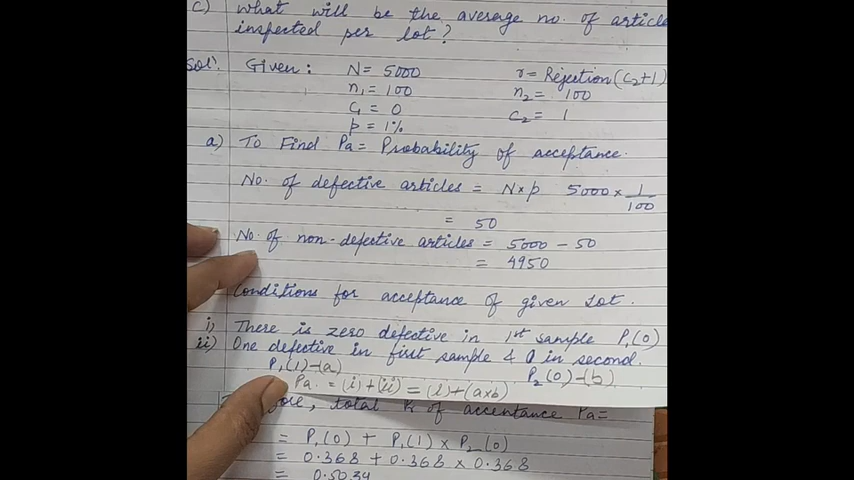 c) what will be the average no. of article
inspected per lot?
Sol". Given: N = 5000 r = Rejection (c2+1)
n1 = 100 n2 = 100
c1 = 0 c2 = 1
p = 1%
a) To Find Pa = Probability of acceptance.
No. of defective articles = N×p 5000 × 1/100
= 50
No. of non-defective articles = 5000 - 50
= 4950
Conditions for acceptance of given Lot.
i) There is zero defective in 1st sample P1(0)
ii) One defective in first sample & 0 in second.
P1(1)-(a) P2(0)-(b)
Pa. = (i)+(ii) = (i)+(a×b)
total of acceptance Pa=
= P1(0) + P1(1) × P2(0)
= 0.368 + 0.368 × 0.368
= 0.5034